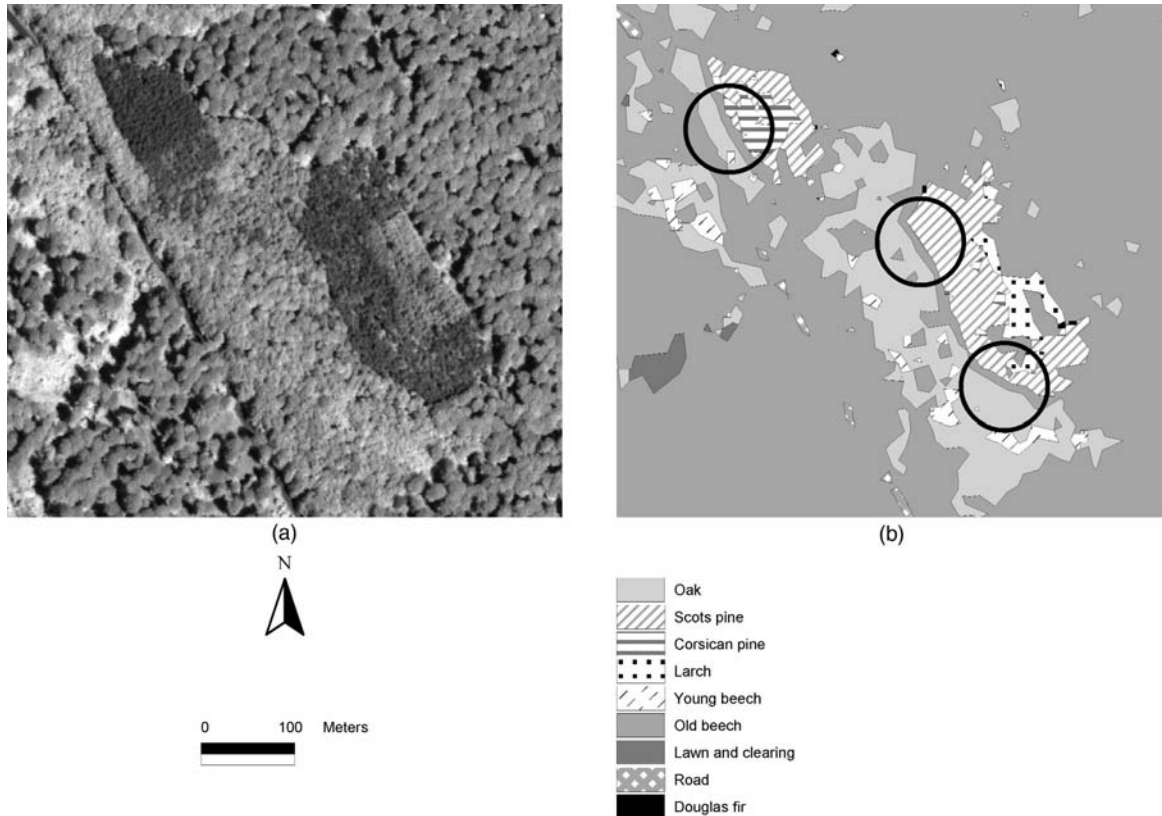 (a)
(b)
N
0 100 Meters
Oak
Scots pine
Corsican pine
Larch
Young beech
Old beech
Lawn and clearing
Road
Douglas fir